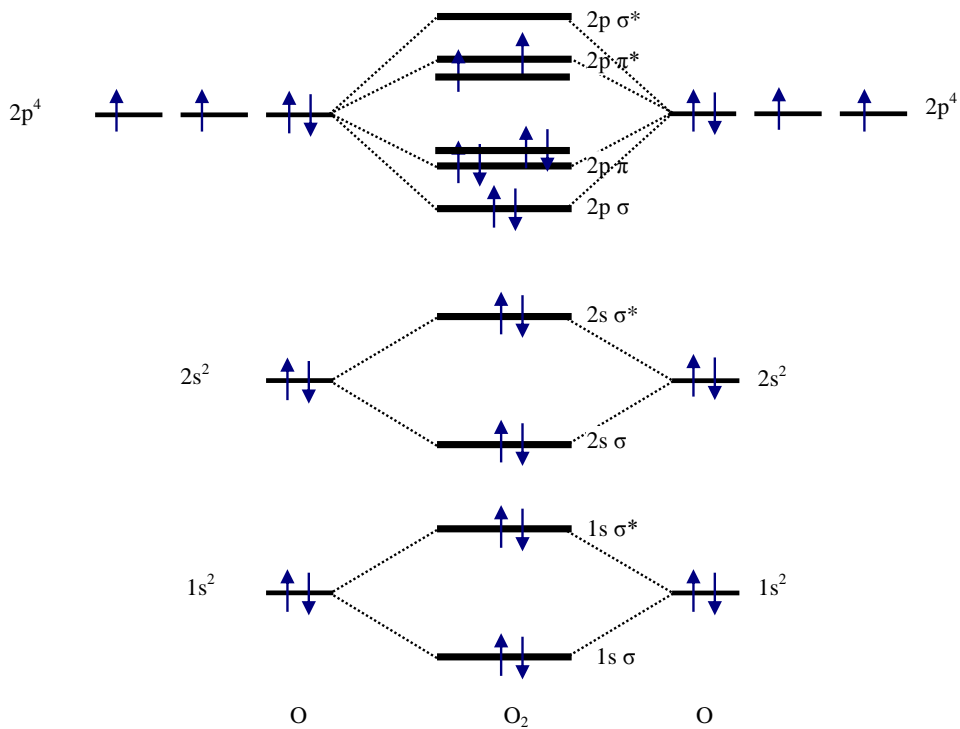 2p σ*
2p π*
2p⁴ 2p⁴
2p π
2p σ
2s σ*
2s² 2s²
2s σ
1s σ*
1s² 1s²
1s σ
O O₂ O